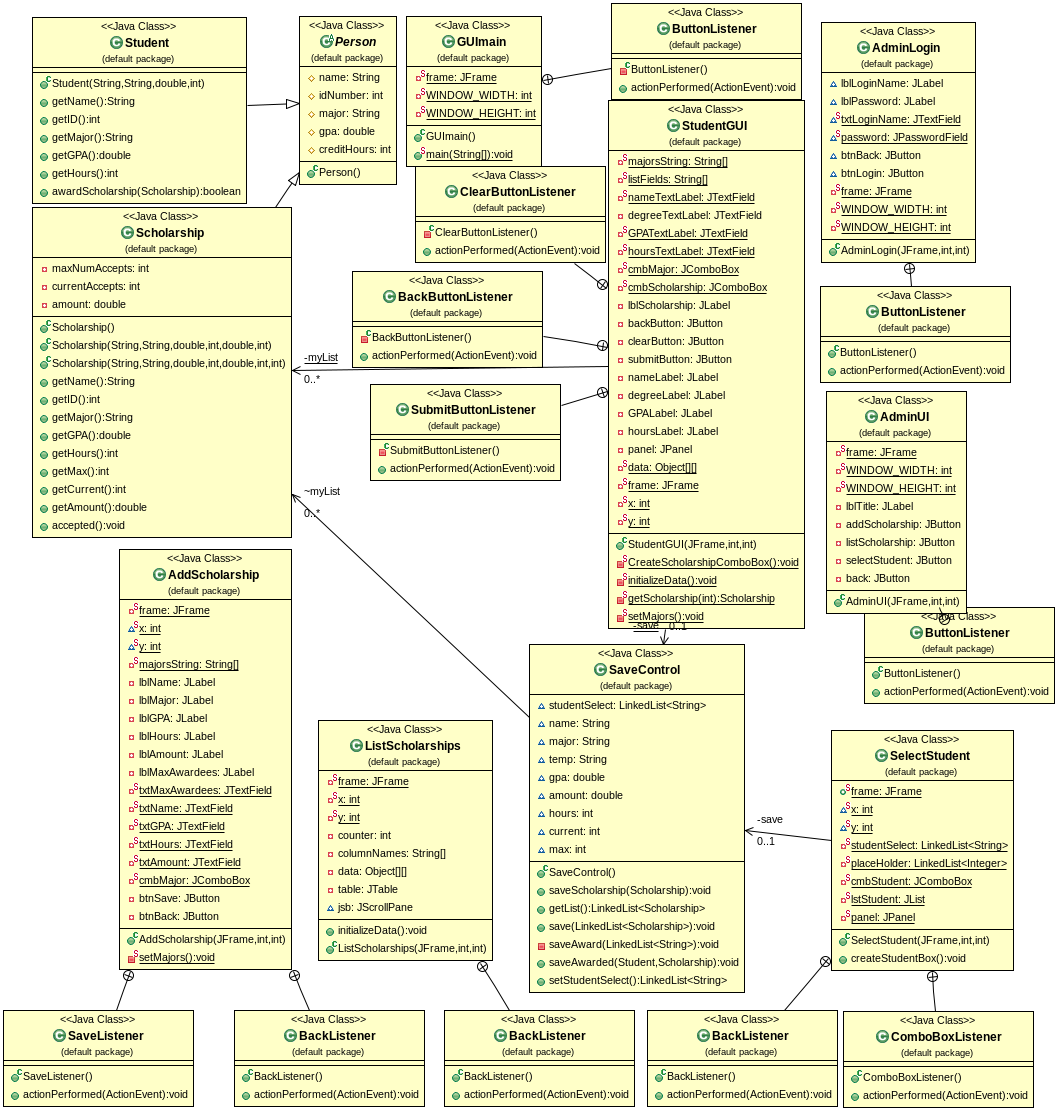 <<Java Class>>
Student
(default package)
Student(String,String,double,int)
getName():String
getID():int
getMajor():String
getGPA():double
getHours():int
awardScholarship(Scholarship):boolean
<<Java Class>>
Person
(default package)
name: String
idNumber: int
major: String
gpa: double
creditHours: int
Person()
<<Java Class>>
GUImain
(default package)
frame: JFrame
WINDOW_WIDTH: int
WINDOW_HEIGHT: int
GUImain()
main(String[]):void
<<Java Class>>
ButtonListener
(default package)
ButtonListener()
actionPerformed(ActionEvent):void
<<Java Class>>
AdminLogin
(default package)
lblLoginName: JLabel
lblPassword: JLabel
txtLoginName: JTextField
password: JPasswordField
btnBack: JButton
btnLogin: JButton
frame: JFrame
WINDOW_WIDTH: int
WINDOW_HEIGHT: int
AdminLogin(JFrame,int,int)
<<Java Class>>
StudentGUI
(default package)
majorsString: String[]
listFields: String[]
nameTextLabel: JTextField
degreeTextLabel: JTextField
GPATextLabel: JTextField
hoursTextLabel: JTextField
cmbMajor: JComboBox
cmbScholarship: JComboBox
lblScholarship: JLabel
backButton: JButton
clearButton: JButton
submitButton: JButton
nameLabel: JLabel
degreeLabel: JLabel
GPALabel: JLabel
hoursLabel: JLabel
panel: JPanel
data: Object[][]
frame: JFrame
x: int
y: int
StudentGUI(JFrame,int,int)
CreateScholarshipComboBox():void
initializeData():void
getScholarship(int):Scholarship
setMajors():void
<<Java Class>>
ClearButtonListener
(default package)
ClearButtonListener()
actionPerformed(ActionEvent):void
<<Java Class>>
Scholarship
(default package)
maxNumAccepts: int
currentAccepts: int
amount: double
Scholarship()
Scholarship(String,String,double,int,double,int)
Scholarship(String,String,double,int,double,int,int)
getName():String
getID():int
getMajor():String
getGPA():double
getHours():int
getMax():int
getCurrent():int
getAmount():double
accepted():void
<<Java Class>>
BackButtonListener
(default package)
BackButtonListener()
actionPerformed(ActionEvent):void
-myList
0..*
<<Java Class>>
SubmitButtonListener
(default package)
SubmitButtonListener()
actionPerformed(ActionEvent):void
~myList
0..*
<<Java Class>>
ButtonListener
(default package)
ButtonListener()
actionPerformed(ActionEvent):void
<<Java Class>>
AdminUI
(default package)
frame: JFrame
WINDOW_WIDTH: int
WINDOW_HEIGHT: int
lblTitle: JLabel
addScholarship: JButton
listScholarship: JButton
selectStudent: JButton
back: JButton
AdminUI(JFrame,int,int)
<<Java Class>>
ButtonListener
(default package)
ButtonListener()
actionPerformed(ActionEvent):void
<<Java Class>>
AddScholarship
(default package)
frame: JFrame
x: int
y: int
majorsString: String[]
lblName: JLabel
lblMajor: JLabel
lblGPA: JLabel
lblHours: JLabel
lblAmount: JLabel
lblMaxAwardees: JLabel
txtMaxAwardees: JTextField
txtName: JTextField
txtGPA: JTextField
txtHours: JTextField
txtAmount: JTextField
cmbMajor: JComboBox
btnSave: JButton
btnBack: JButton
AddScholarship(JFrame,int,int)
setMajors():void
<<Java Class>>
ListScholarships
(default package)
frame: JFrame
x: int
y: int
counter: int
columnNames: String[]
data: Object[][]
table: JTable
jsb: JScrollPane
initializeData():void
ListScholarships(JFrame,int,int)
-save 0..1
<<Java Class>>
SaveControl
(default package)
studentSelect: LinkedList<String>
name: String
major: String
temp: String
gpa: double
amount: double
hours: int
current: int
max: int
SaveControl()
saveScholarship(Scholarship):void
getList():LinkedList<Scholarship>
save(LinkedList<Scholarship>):void
saveAward(LinkedList<String>):void
saveAwarded(Student,Scholarship):void
setStudentSelect():LinkedList<String>
-save
0..1
<<Java Class>>
SelectStudent
(default package)
frame: JFrame
x: int
y: int
studentSelect: LinkedList<String>
placeHolder: LinkedList<Integer>
cmbStudent: JComboBox
lstStudent: JList
panel: JPanel
SelectStudent(JFrame,int,int)
createStudentBox():void
<<Java Class>>
SaveListener
(default package)
SaveListener()
actionPerformed(ActionEvent):void
<<Java Class>>
BackListener
(default package)
BackListener()
actionPerformed(ActionEvent):void
<<Java Class>>
BackListener
(default package)
BackListener()
actionPerformed(ActionEvent):void
<<Java Class>>
BackListener
(default package)
BackListener()
actionPerformed(ActionEvent):void
<<Java Class>>
ComboBoxListener
(default package)
ComboBoxListener()
actionPerformed(ActionEvent):void